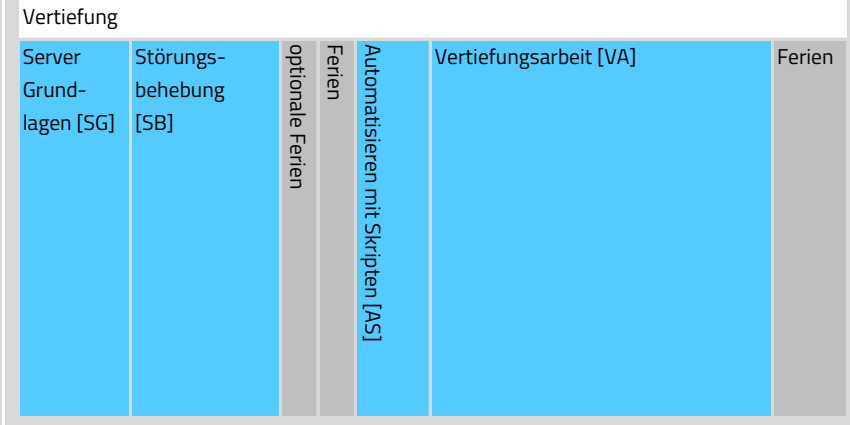 Vertiefung
Server
Grund-
lagen [SG]
Störungs-
behebung
[SB]
optionale Ferien
Ferien
Automatisieren mit Skripten [AS]
Vertiefungsarbeit [VA]
Ferien